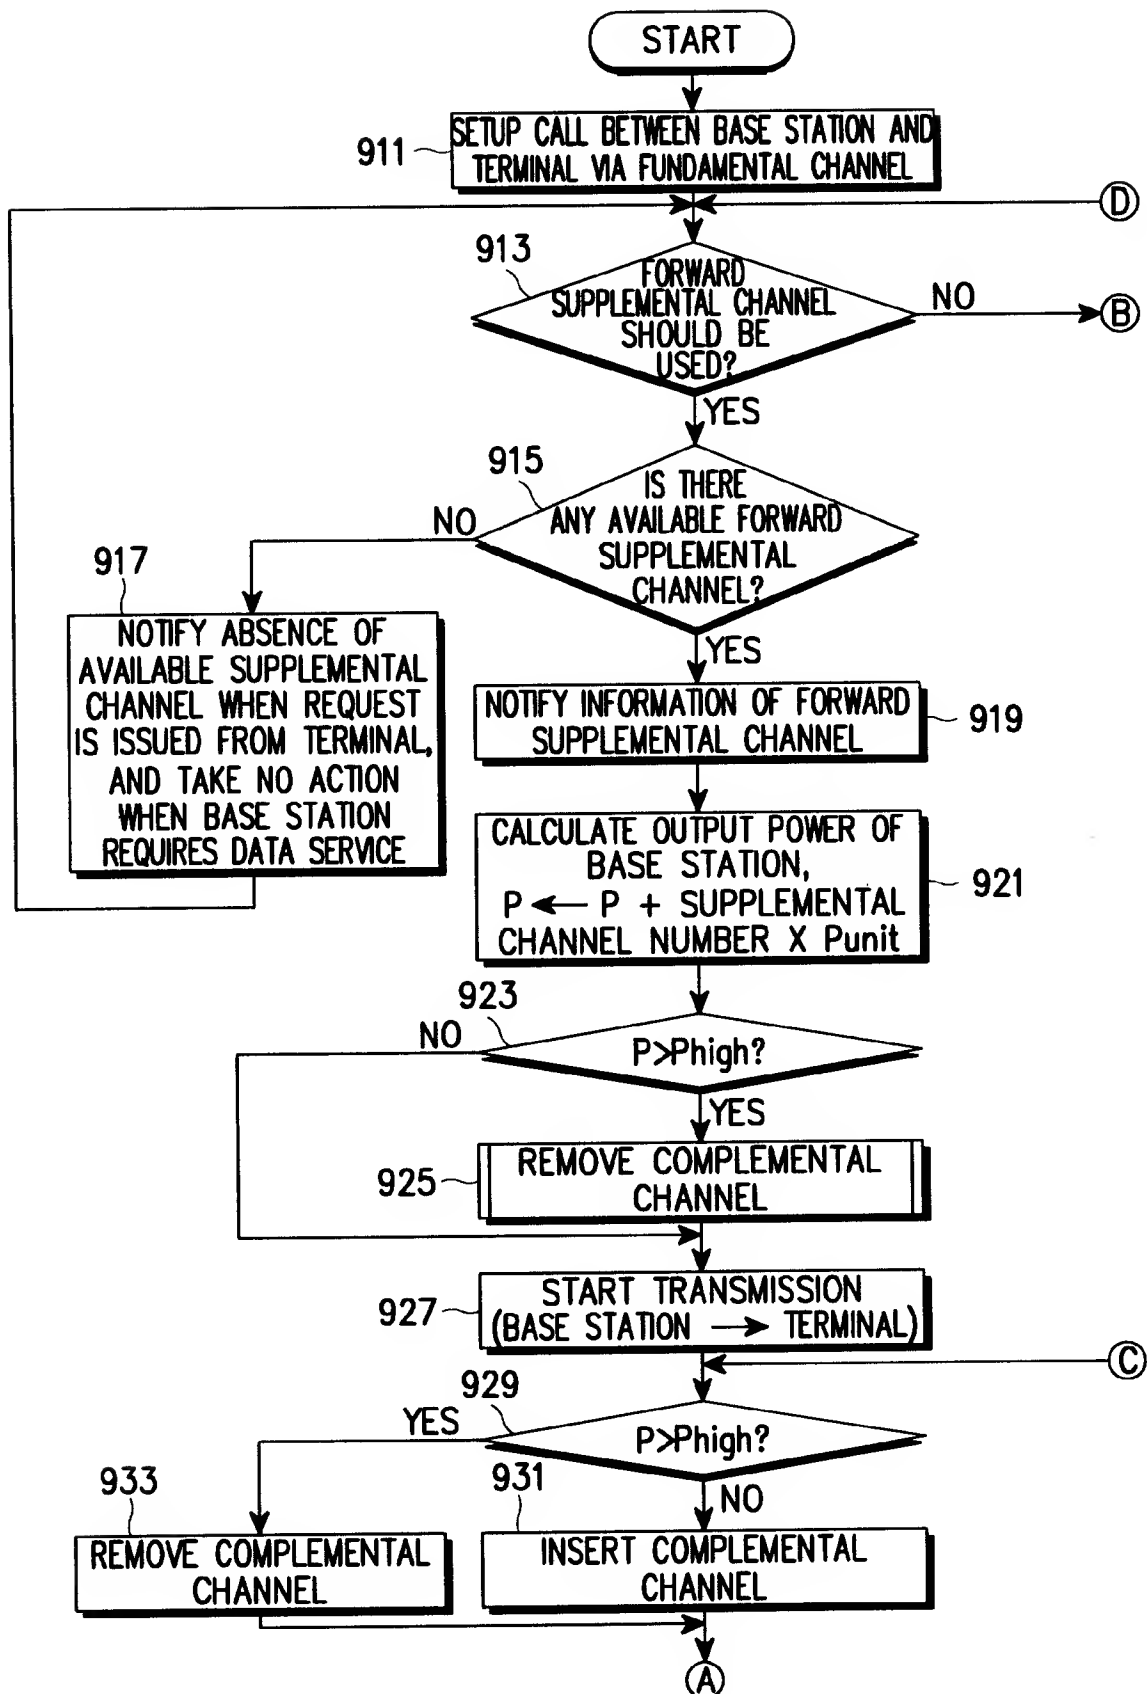 START
911
SETUP CALL BETWEEN BASE STATION AND
TERMINAL VIA FUNDAMENTAL CHANNEL
D
913
FORWARD
SUPPLEMENTAL CHANNEL
SHOULD BE
USED?
NO
B
YES
915
IS THERE
ANY AVAILABLE FORWARD
SUPPLEMENTAL
CHANNEL?
NO
917
NOTIFY ABSENCE OF
AVAILABLE SUPPLEMENTAL
CHANNEL WHEN REQUEST
IS ISSUED FROM TERMINAL,
AND TAKE NO ACTION
WHEN BASE STATION
REQUIRES DATA SERVICE
YES
NOTIFY INFORMATION OF FORWARD
SUPPLEMENTAL CHANNEL
919
CALCULATE OUTPUT POWER OF
BASE STATION,
P ← P + SUPPLEMENTAL
CHANNEL NUMBER X Punit
921
923
NO
P>Phigh?
YES
925
REMOVE COMPLEMENTAL
CHANNEL
927
START TRANSMISSION
(BASE STATION → TERMINAL)
C
929
YES
P>Phigh?
NO
933
REMOVE COMPLEMENTAL
CHANNEL
931
INSERT COMPLEMENTAL
CHANNEL
A